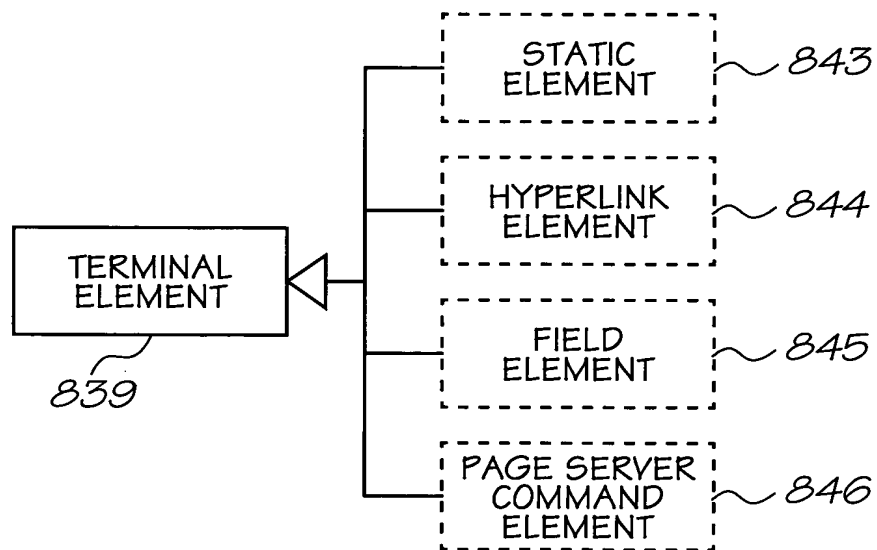 STATIC
ELEMENT
843
HYPERLINK
ELEMENT
844
TERMINAL
ELEMENT
839
FIELD
ELEMENT
845
PAGE SERVER
COMMAND
ELEMENT
846